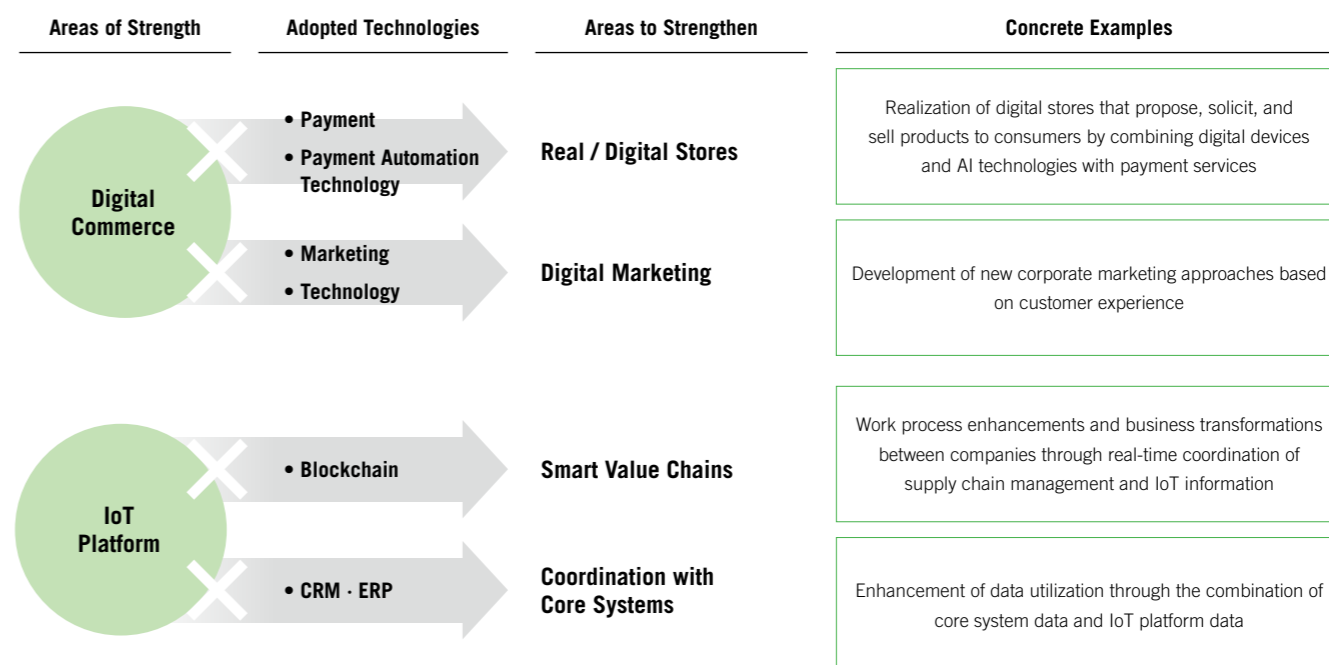 Areas of Strength
Adopted Technologies
Areas to Strengthen
Concrete Examples
Digital
Commerce
• Payment
• Payment Automation
Technology
Real / Digital Stores
Realization of digital stores that propose, solicit, and
sell products to consumers by combining digital devices
and AI technologies with payment services
• Marketing
• Technology
Digital Marketing
Development of new corporate marketing approaches based
on customer experience
IoT
Platform
• Blockchain
Smart Value Chains
Work process enhancements and business transformations
between companies through real-time coordination of
supply chain management and IoT information
• CRM · ERP
Coordination with
Core Systems
Enhancement of data utilization through the combination of
core system data and IoT platform data